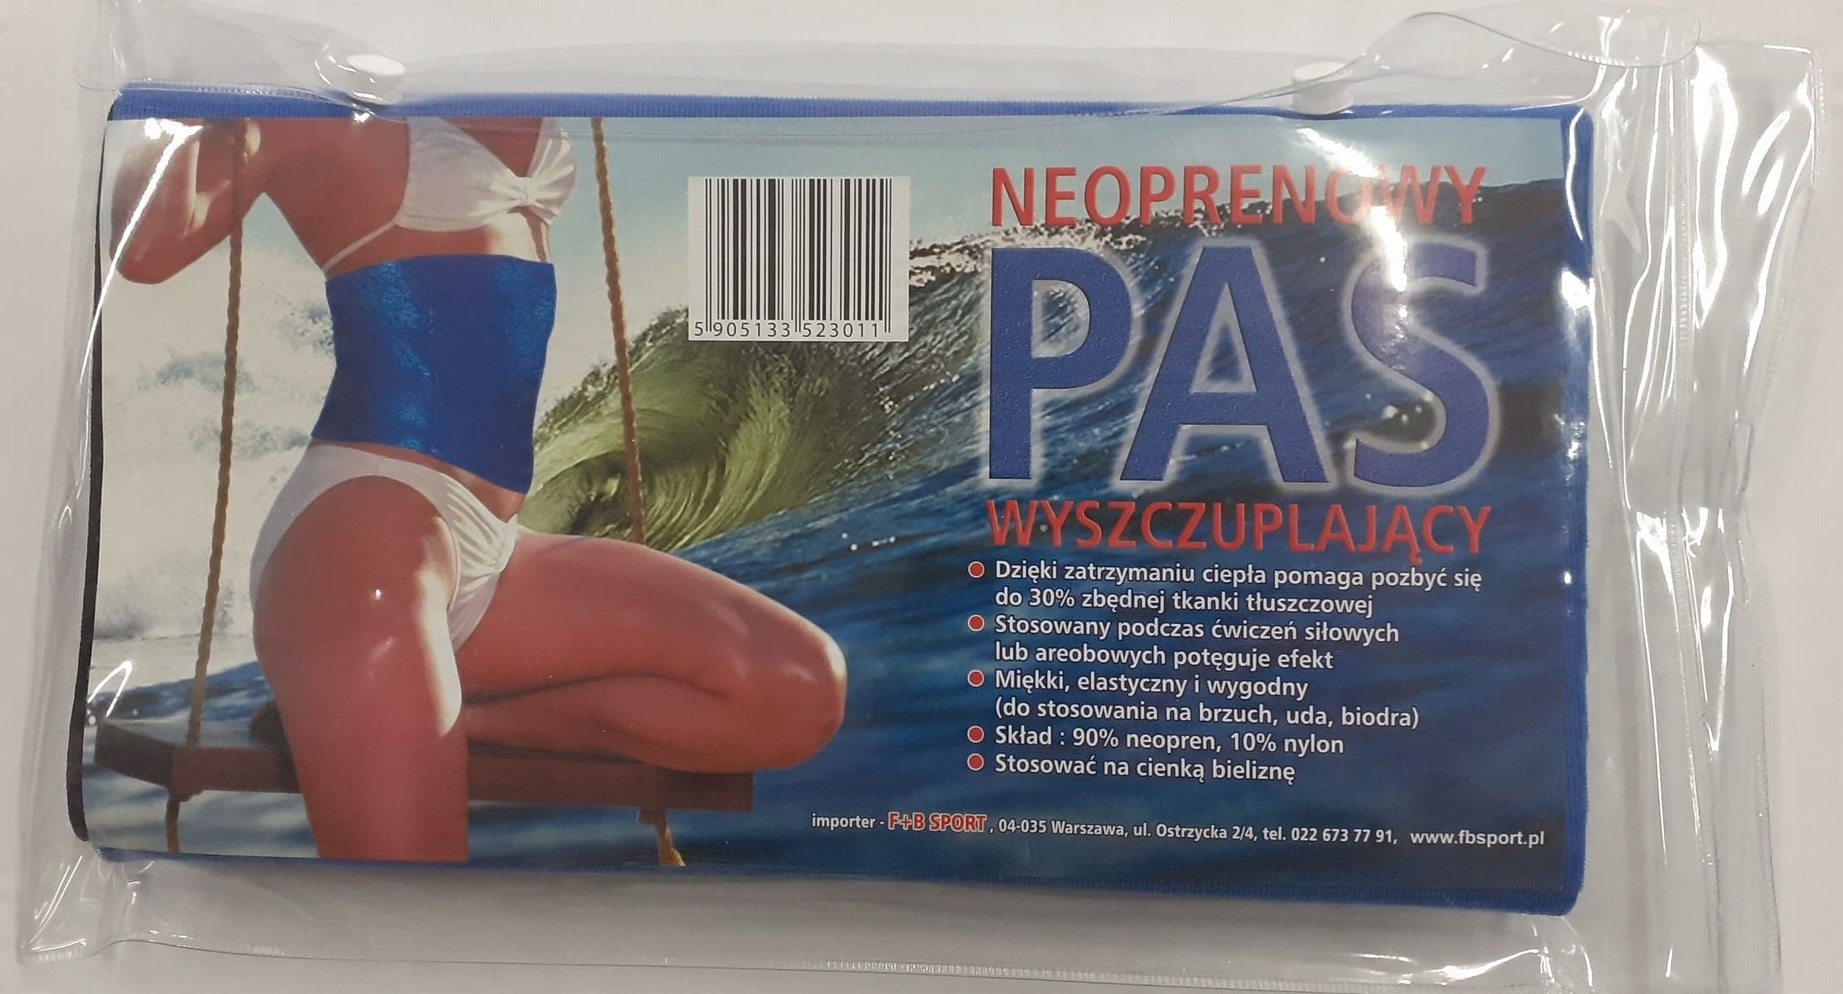 5 905133 523011
NEOPRENOWY
PAS
WYSZCZUPLAJĄCY
Dzięki zatrzymaniu ciepła pomaga pozbyć się
do 30% zbędnej tkanki tłuszczowej
Stosowany podczas ćwiczeń siłowych
lub areobowych potęguje efekt
Miękki, elastyczny i wygodny
(do stosowania na brzuch, uda, biodra)
Skład : 90% neopren, 10% nylon
Stosować na cienką bieliznę
importer - F+B SPORT , 04-035 Warszawa, ul. Ostrzycka 2/4, tel. 022 673 77 91, www.fbsport.pl